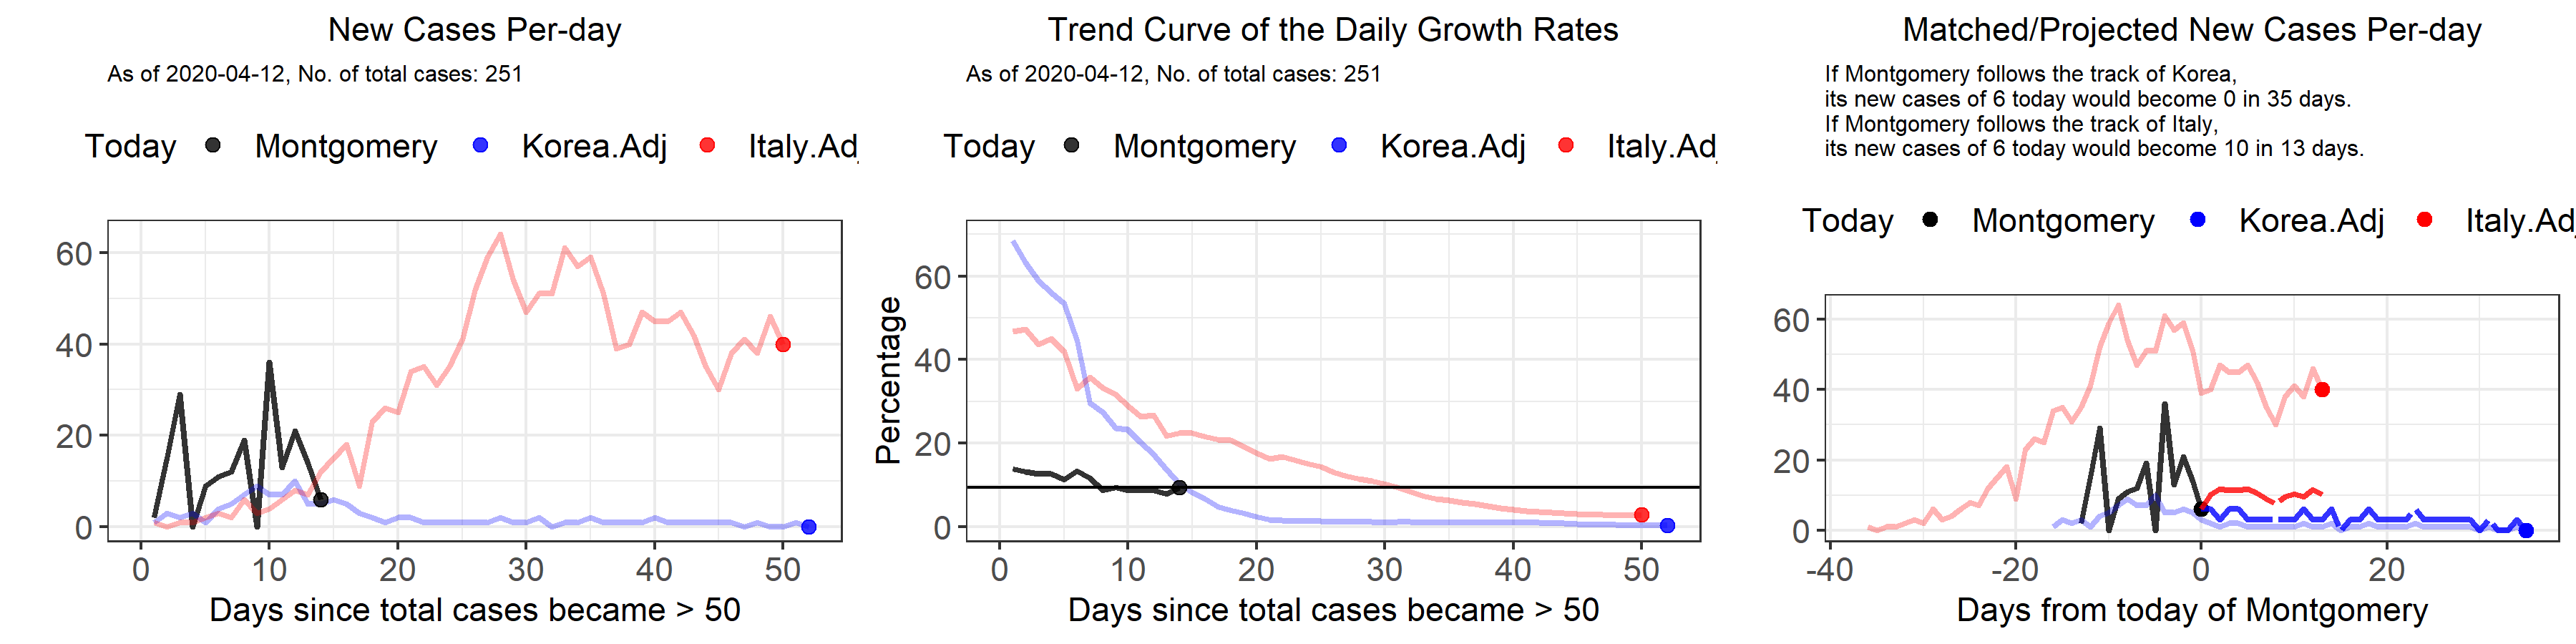 New Cases Per-day
As of 2020-04-12, No. of total cases: 251
Today Montgomery Korea.Adj Italy.Ad
60
40
20
0
0 10 20 30 40 50
Days since total cases became > 50
Trend Curve of the Daily Growth Rates
As of 2020-04-12, No. of total cases: 251
Today Montgomery Korea.Adj Italy.Ad
Percentage
60
40
20
0
0 10 20 30 40 50
Days since total cases became > 50
Matched/Projected New Cases Per-day
If Montgomery follows the track of Korea,
its new cases of 6 today would become 0 in 35 days.
If Montgomery follows the track of Italy,
its new cases of 6 today would become 10 in 13 days.
Today Montgomery Korea.Adj Italy.Ad
60
40
20
0
-40 -20 0 20
Days from today of Montgomery